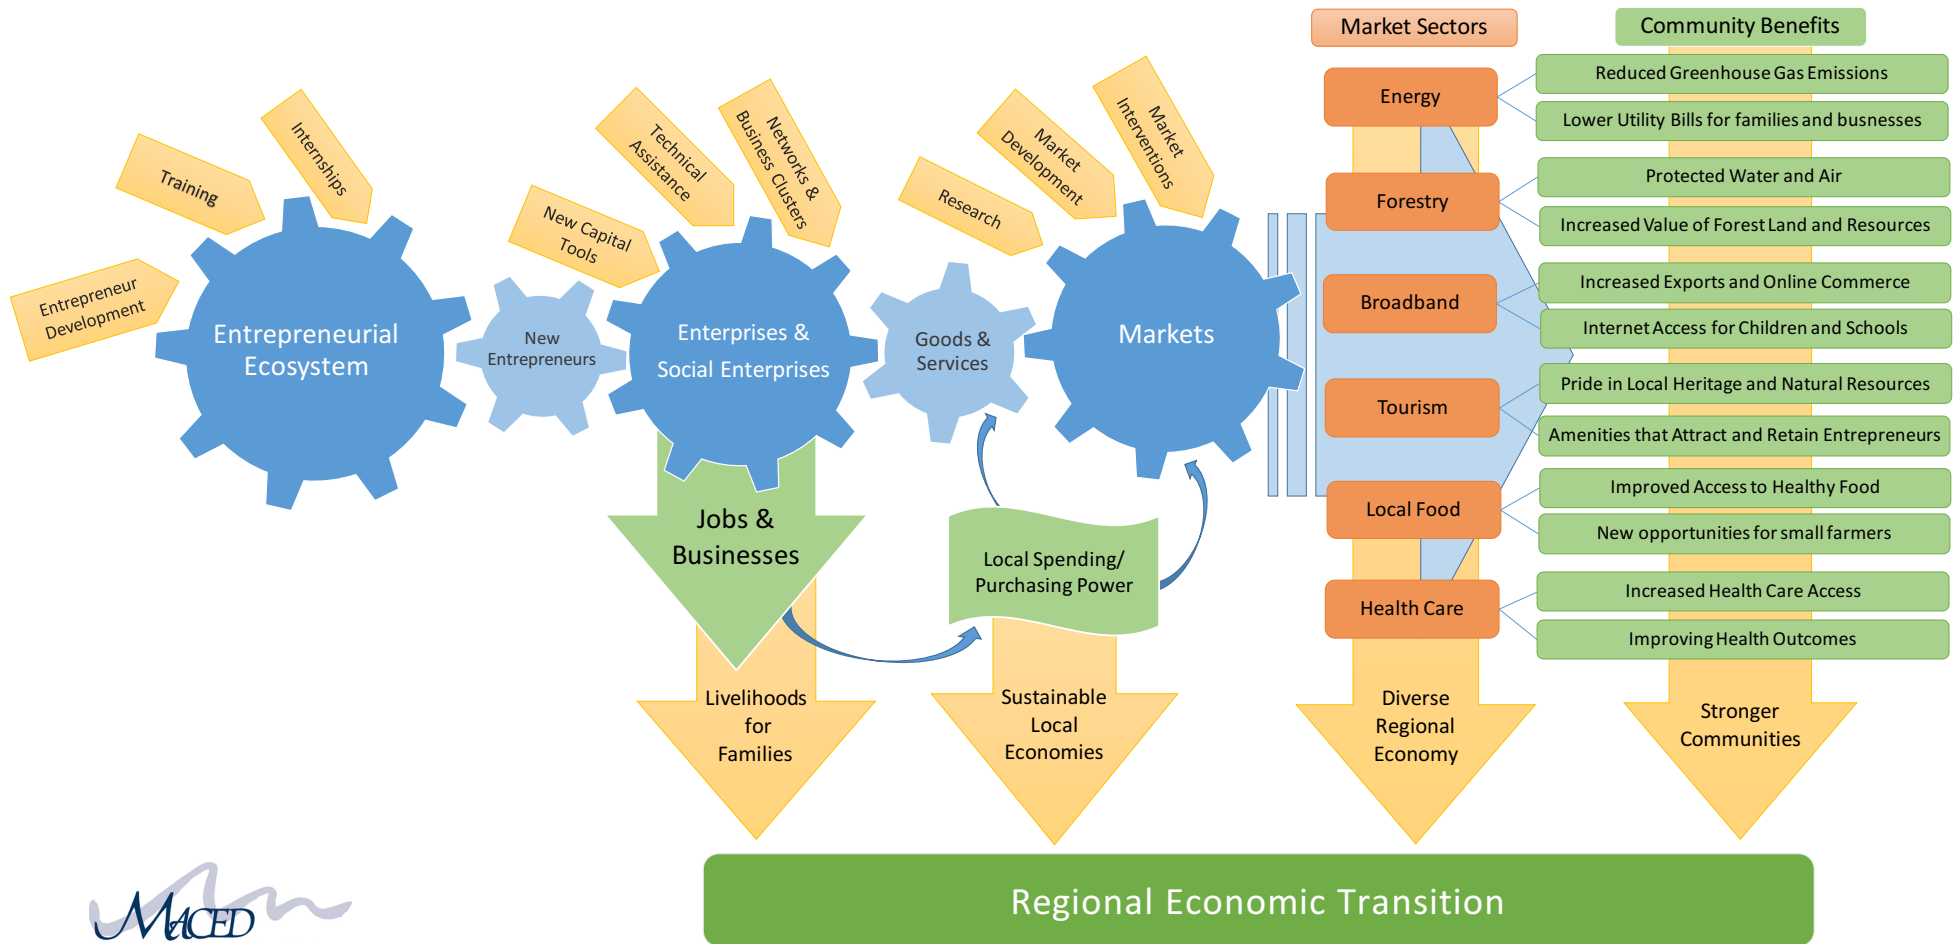 Market Sectors
Community Benefits
Entrepreneur
Development
Training
Internships
Entrepreneurial
Ecosystem
New
Entrepreneurs
New Capital
Tools
Technical
Assistance
Networks &
Business Clusters
Enterprises &
Social Enterprises
Goods &
Services
Research
Market
Development
Market
Interventions
Markets
Energy
Reduced Greenhouse Gas Emissions
Lower Utility Bills for families and busnesses
Forestry
Protected Water and Air
Increased Value of Forest Land and Resources
Broadband
Increased Exports and Online Commerce
Internet Access for Children and Schools
Tourism
Pride in Local Heritage and Natural Resources
Amenities that Attract and Retain Entrepreneurs
Local Food
Improved Access to Healthy Food
New opportunities for small farmers
Health Care
Increased Health Care Access
Improving Health Outcomes
Jobs &
Businesses
Local Spending/
Purchasing Power
Livelihoods
for
Families
Sustainable
Local
Economies
Diverse
Regional
Economy
Stronger
Communities
Regional Economic Transition
MACED